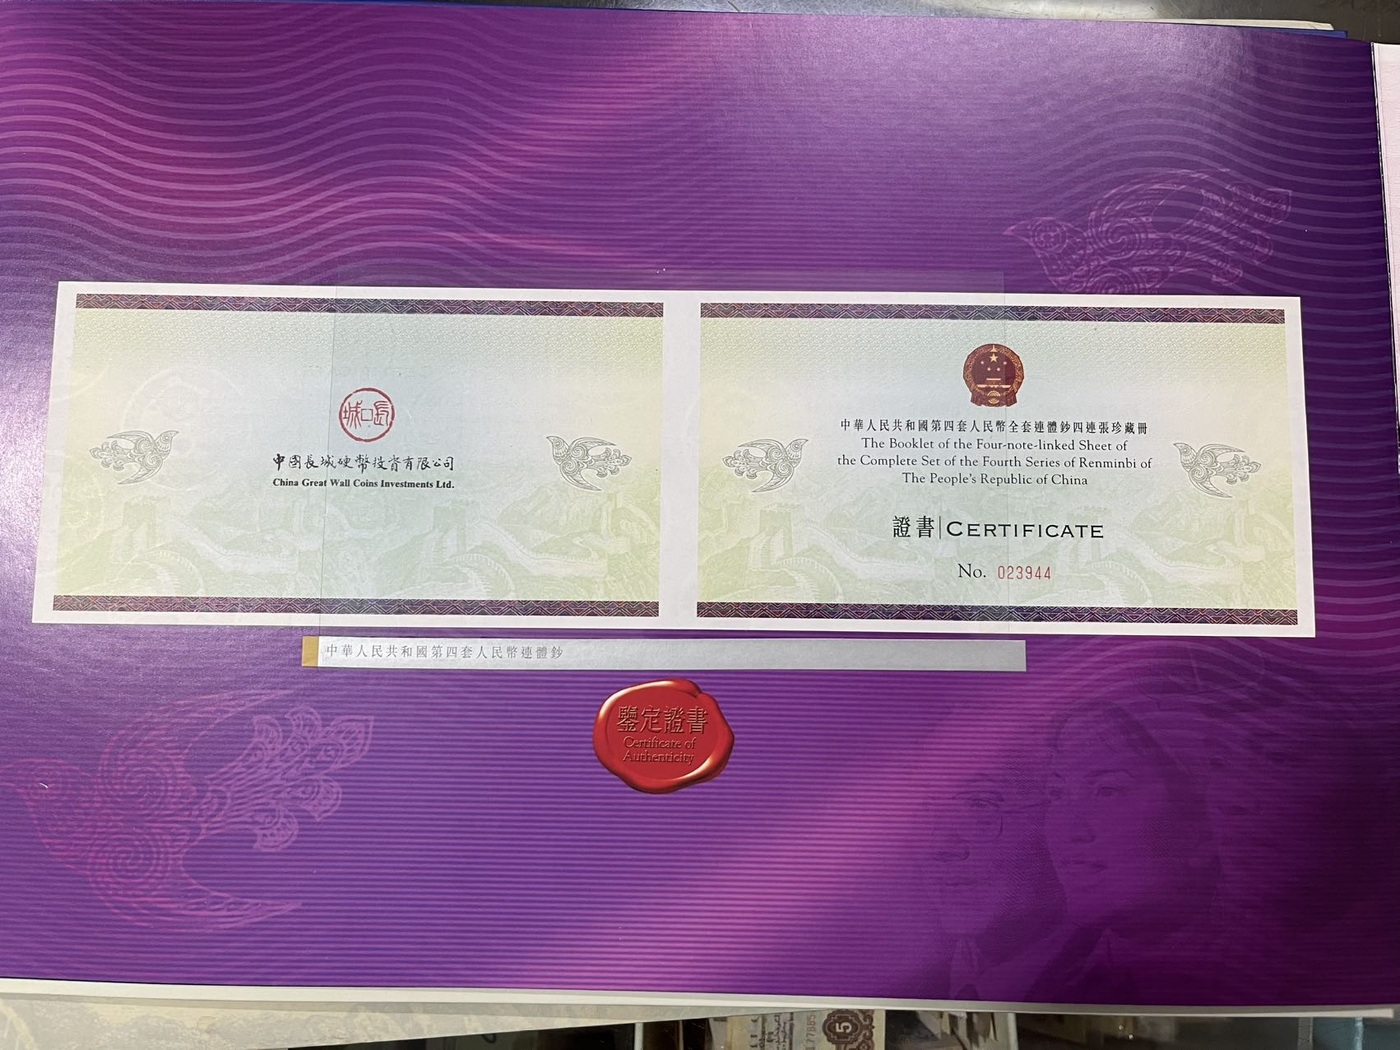 城口長
中國長城硬幣投資有限公司
China Great Wall Coins Investments Ltd.
中華人民共和國第四套人民幣全套連體鈔四連張珍藏冊
The Booklet of the Four-note-linked Sheet of
the Complete Set of the Fourth Series of Renminbi of
The People's Republic of China
證書|CERTIFICATE
No. 023944
中華人民共和國第四套人民幣連體鈔
鑒定證書
Certificate of
Authenticity
5